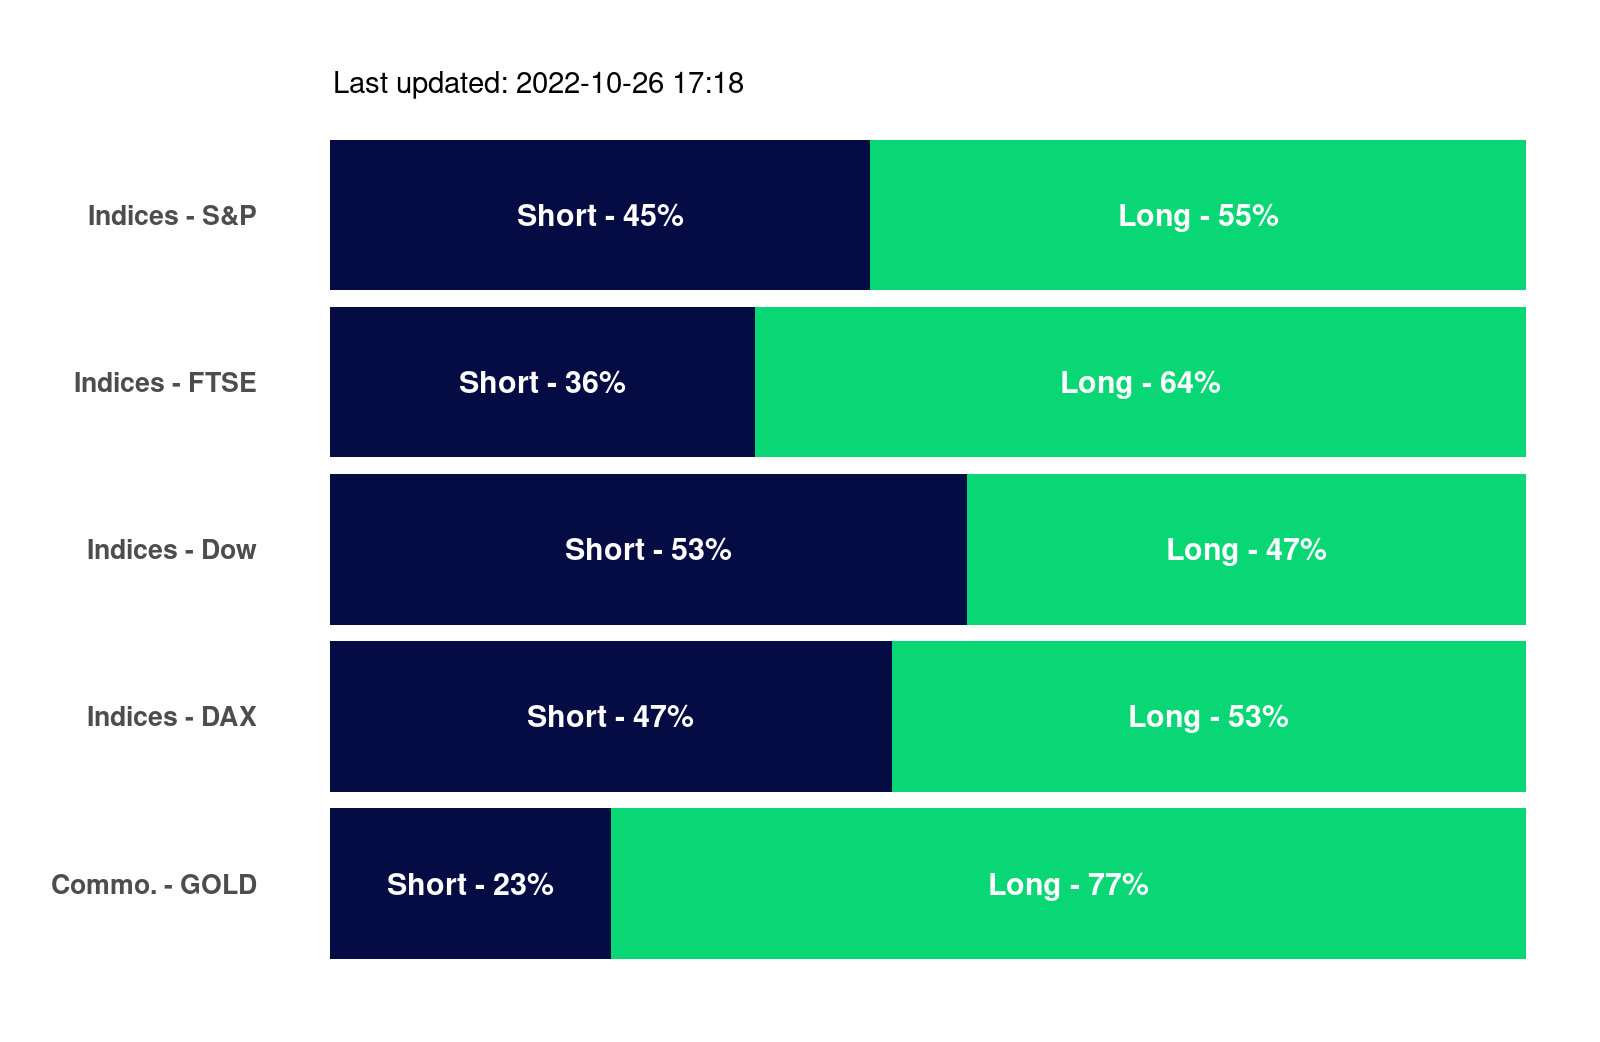 Last updated: 2022-10-26 17:18
Indices - S&P Short - 45% Long - 55%
Indices - FTSE Short - 36% Long - 64%
Indices - Dow Short - 53% Long - 47%
Indices - DAX Short - 47% Long - 53%
Commo. - GOLD Short - 23% Long - 77%